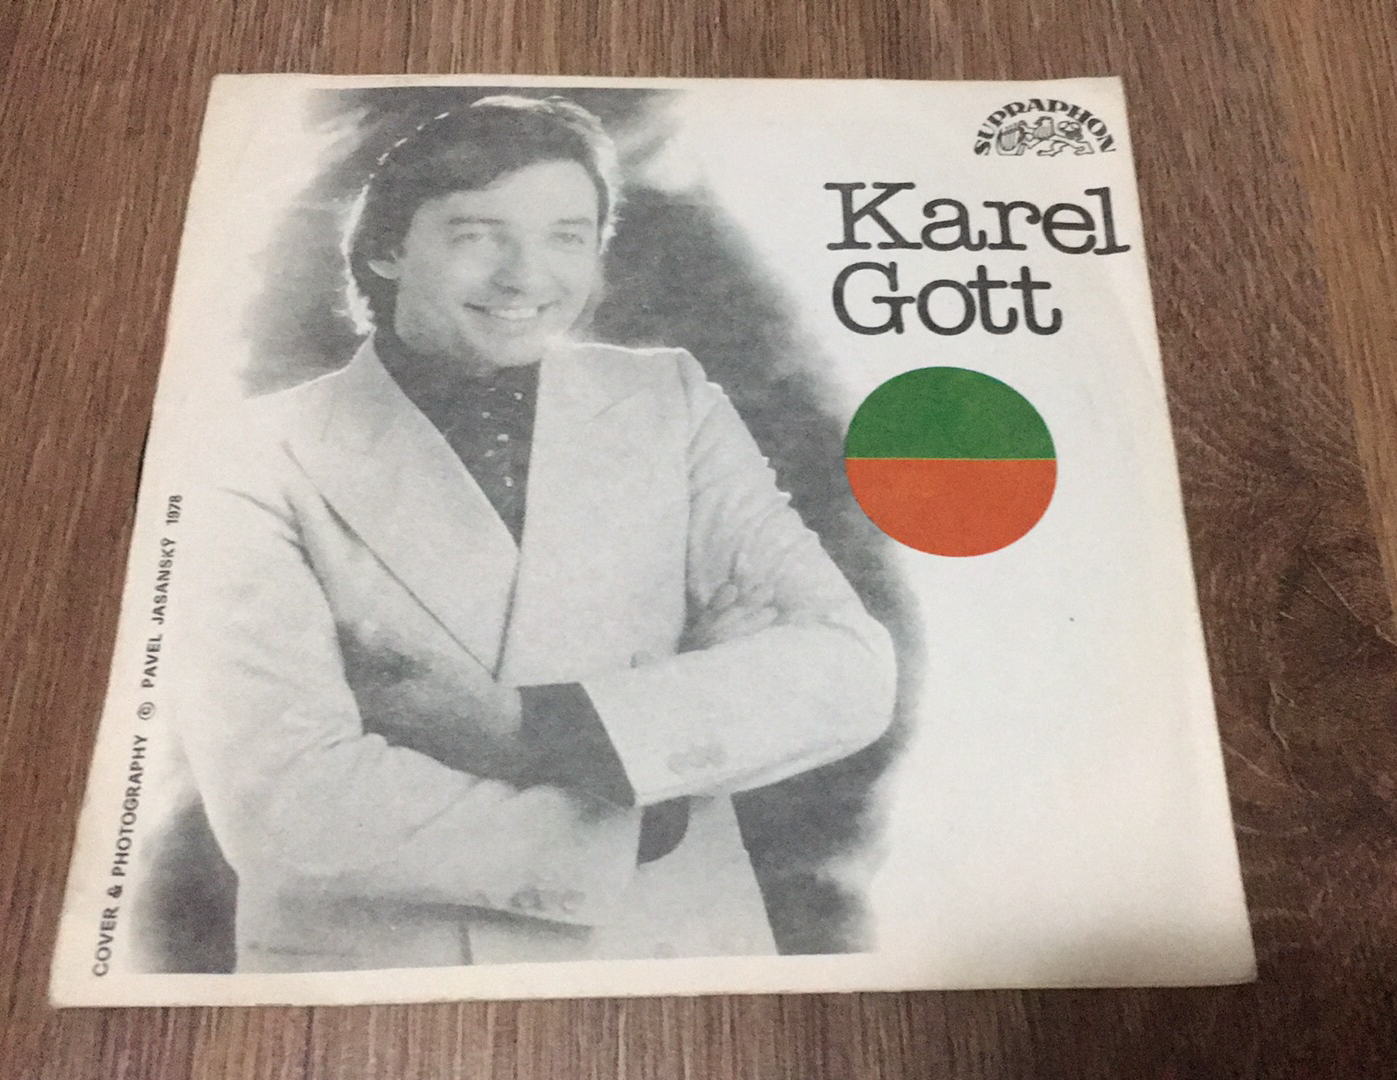 SUPRAPHON
Karel
Gott
COVER & PHOTOGRAPHY © PAVEL JASANSKÝ 1978